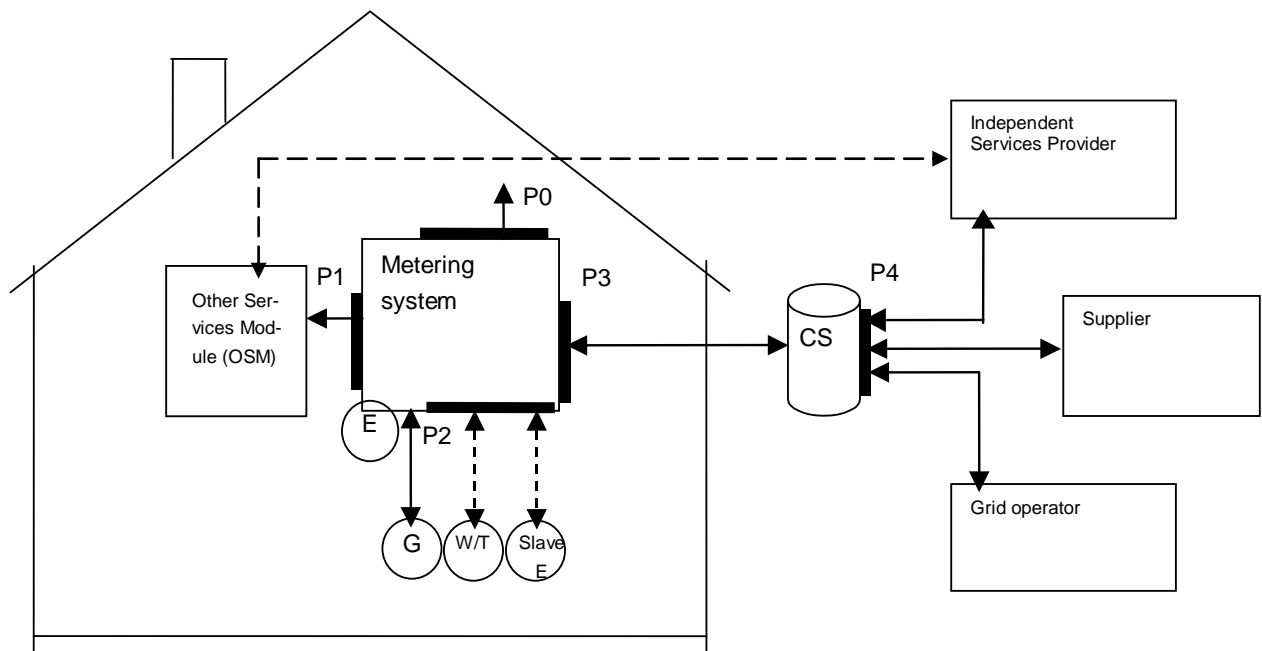 Independent
Services Provider
P0
Metering
system
P1
P3
P4
Other Ser-
vices Mod-
ule (OSM)
CS
Supplier
E
P2
G
W/T
Slave
E
Grid operator